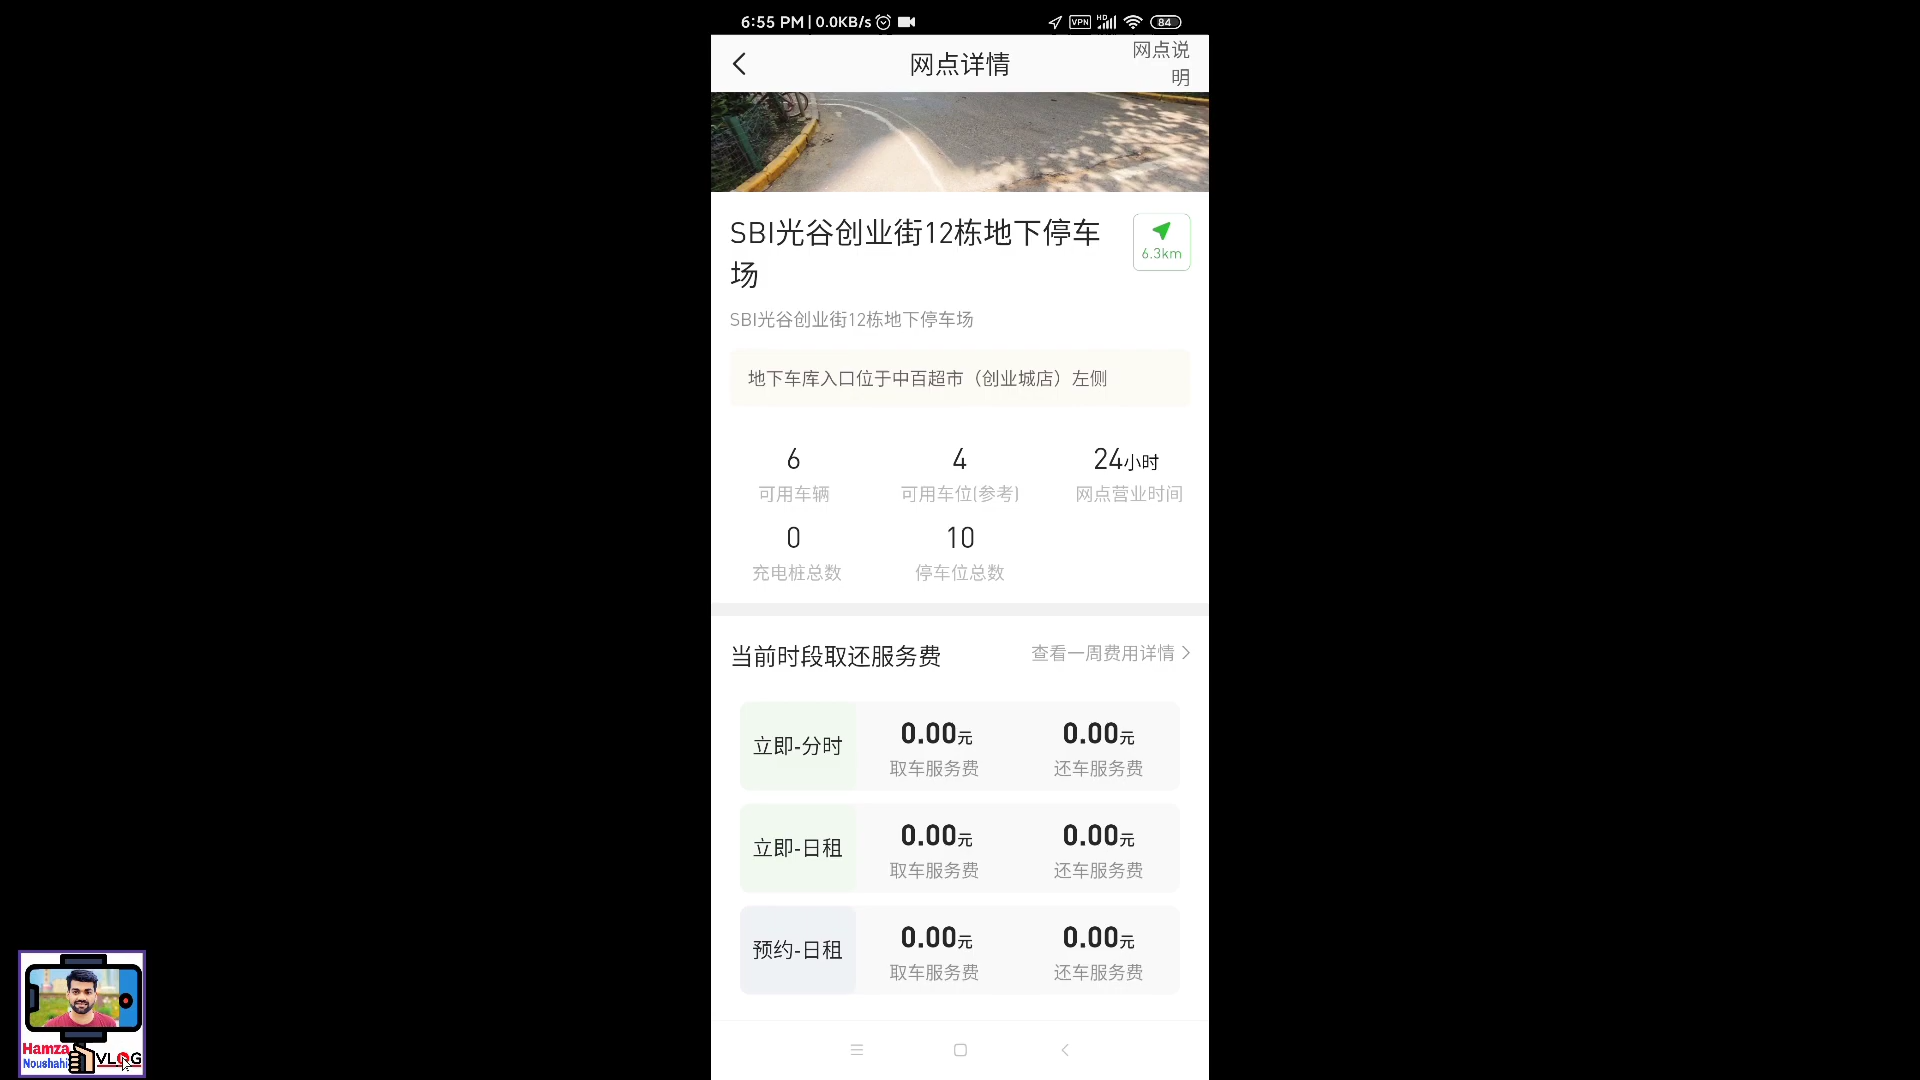 6:55 PM | 0.0KB/s
VPN HD 84
网点详情
网点说
明
SBI光谷创业街12栋地下停车
场
6.3km
SBI光谷创业街12栋地下停车场
地下车库入口位于中百超市（创业城店）左侧
6 4 24小时
可用车辆 可用车位(参考) 网点营业时间
0 10
充电桩总数 停车位总数
当前时段取还服务费 查看一周费用详情
立即-分时 0.00元 0.00元
取车服务费 还车服务费
立即-日租 0.00元 0.00元
取车服务费 还车服务费
预约-日租 0.00元 0.00元
取车服务费 还车服务费
Hamza
Noushahi
VLOG